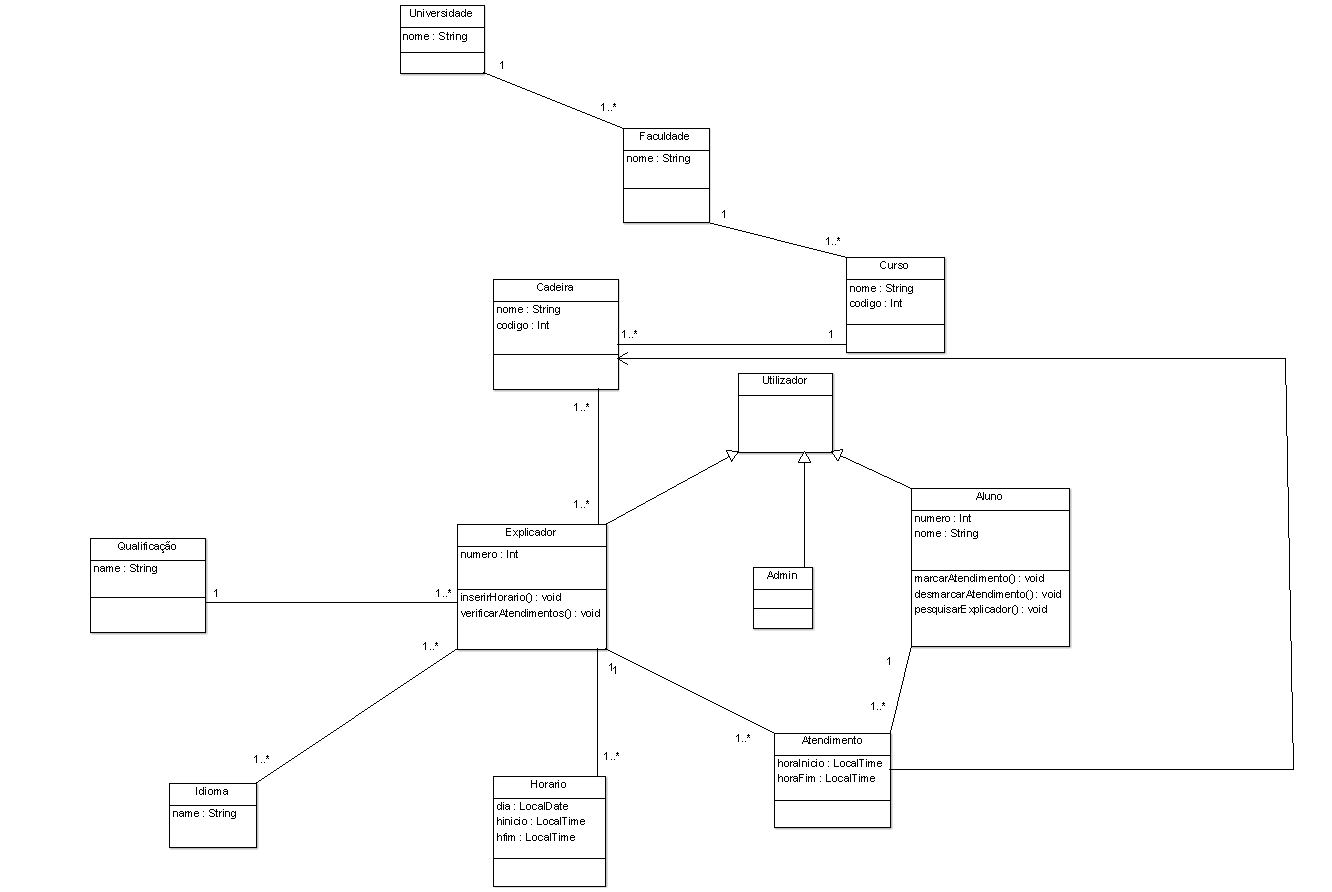 Universidade
nome : String
1
1..*
Faculdade
nome : String
1
1..*
Curso
nome : String
codigo : Int
Cadeira
nome : String
codigo : Int
1..*
1
Utilizador
1..*
1..*
Aluno
numero : Int
nome : String
marcarAtendimento() : void
desmarcarAtendimento() : void
pesquisarExplicador() : void
Explicador
numero : Int
inserirHorario() : void
verificarAtendimentos() : void
Qualificação
name : String
Admin
1
1..*
1..*
1
1
1
1..*
1..*
1..*
1..*
Atendimento
horaInicio : LocalTime
horaFim : LocalTime
Idioma
name : String
Horario
dia : LocalDate
hinicio : LocalTime
hfim : LocalTime